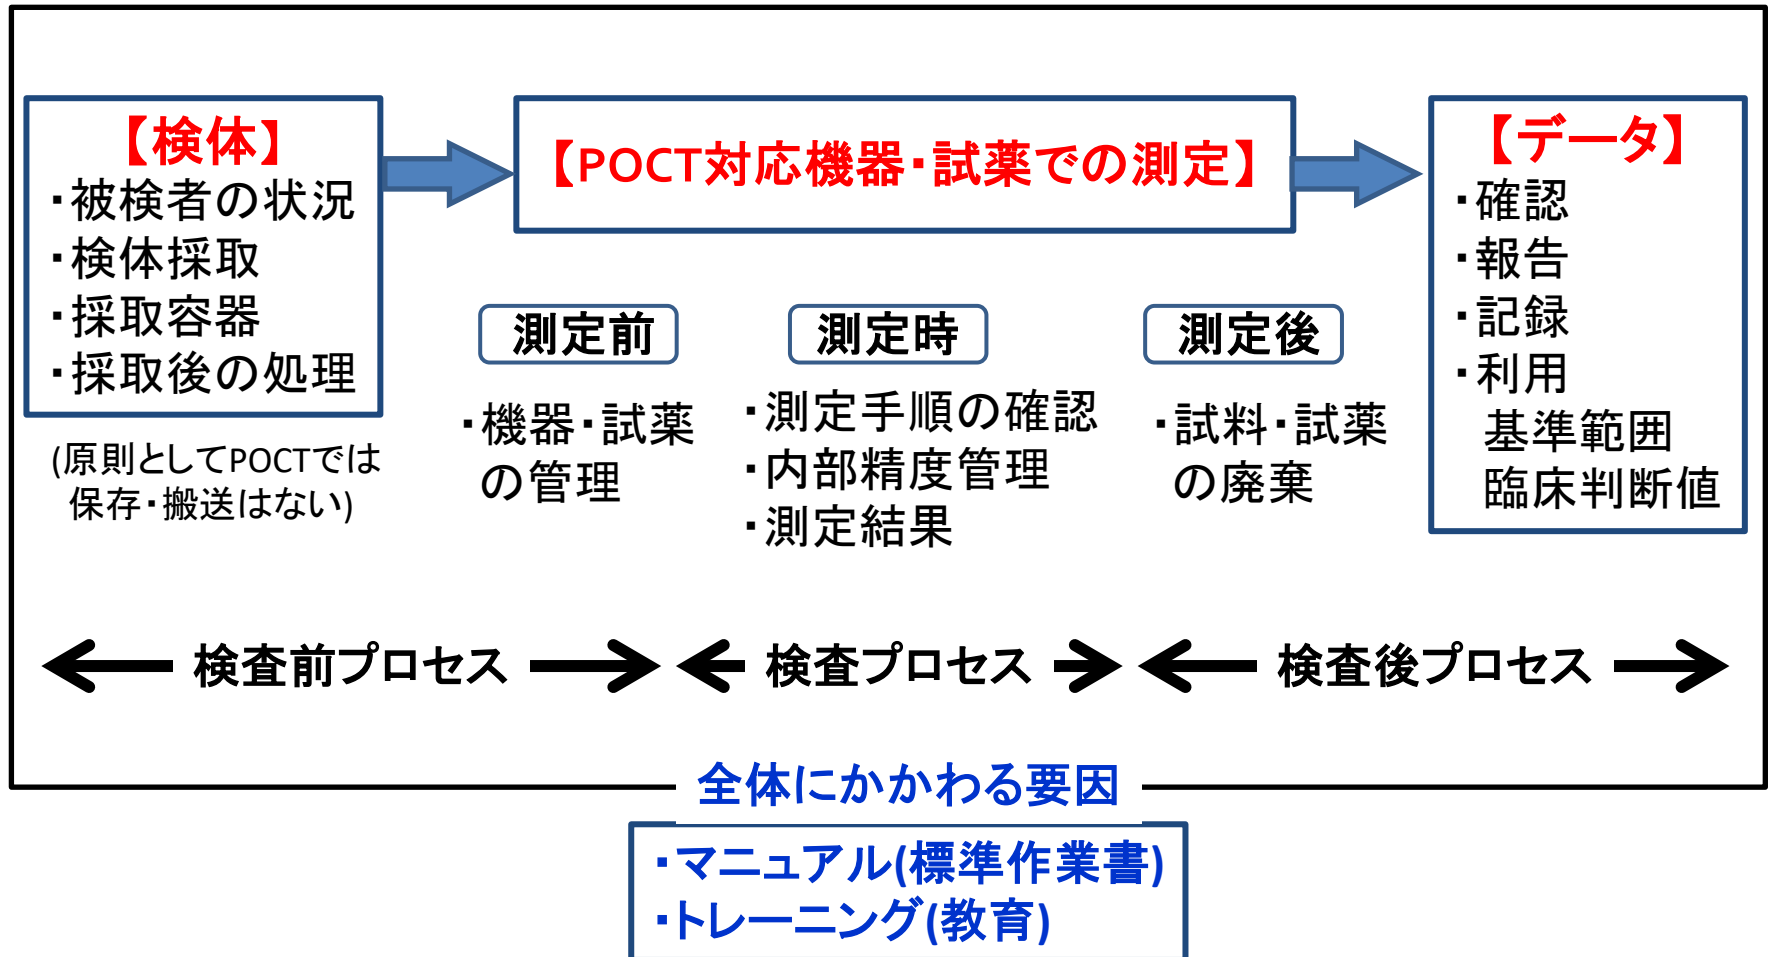 【検体】
・被検者の状況
・検体採取
・採取容器
・採取後の処理
(原則としてPOCTでは
保存・搬送はない)
【POCT対応機器・試薬での測定】
測定前
・機器・試薬
の管理
測定時
・測定手順の確認
・内部精度管理
・測定結果
測定後
・試料・試薬
の廃棄
【データ】
・確認
・報告
・記録
・利用
基準範囲
臨床判断値
検査前プロセス
検査プロセス
検査後プロセス
全体にかかわる要因
・マニュアル(標準作業書)
・トレーニング(教育)